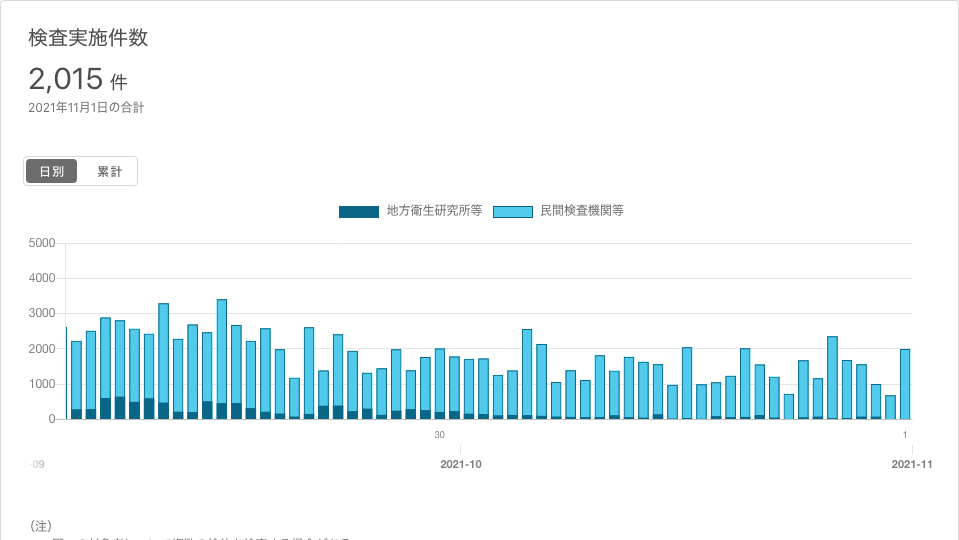 検査実施件数
2,015 件
2021年11月1日の合計
日別 累計
地方衛生研究所等 民間検査機関等
5000
4000
3000
2000
1000
0
30 1
-09 2021-10 2021-11
（注）